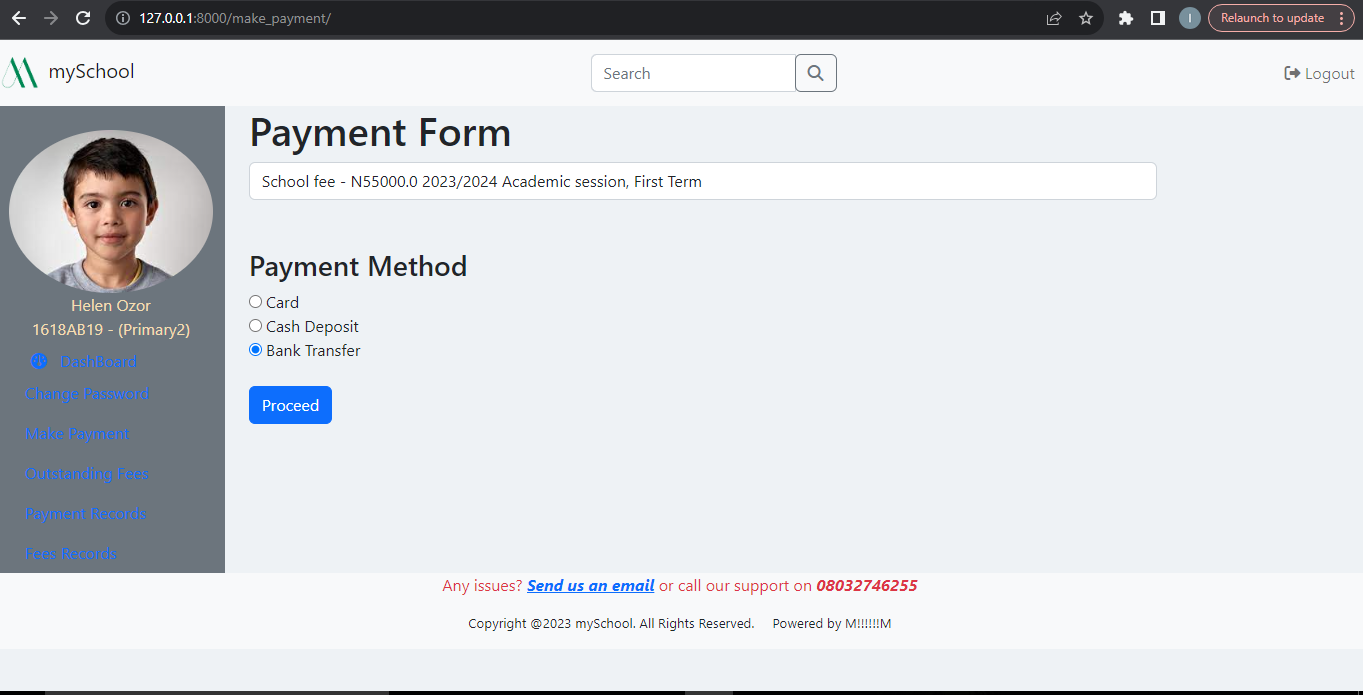 127.0.0.1:8000/make_payment/
I
Relaunch to update
mySchool
Search
Logout
Payment Form
School fee - N55000.0 2023/2024 Academic session, First Term
Payment Method
Card
Cash Deposit
Bank Transfer
Proceed
Helen Ozor
1618AB19 - (Primary2)
DashBoard
Change Password
Make Payment
Outstanding Fees
Payment Records
Fees Records
Any issues? Send us an email or call our support on 08032746255
Copyright @2023 mySchool. All Rights Reserved. Powered by M!!!!!!M